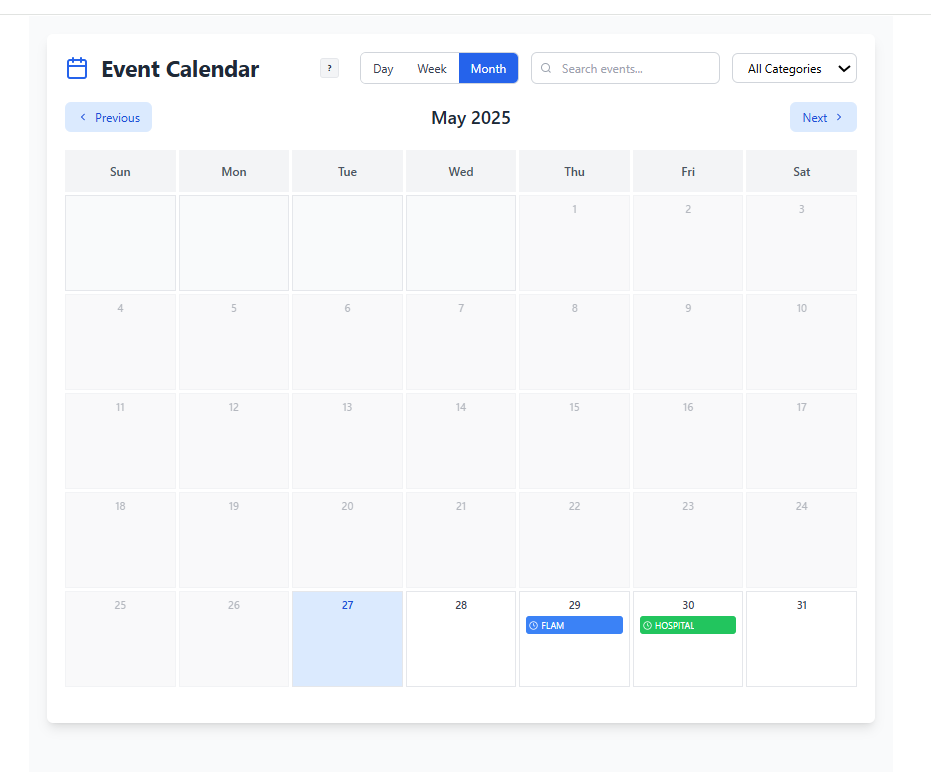 Event Calendar
?
Day Week Month
Search events...
All Categories
Previous
May 2025
Next
Sun Mon Tue Wed Thu Fri Sat
1 2 3
4 5 6 7 8 9 10
11 12 13 14 15 16 17
18 19 20 21 22 23 24
25 26 27 28 29 30 31
FLAM HOSPITAL